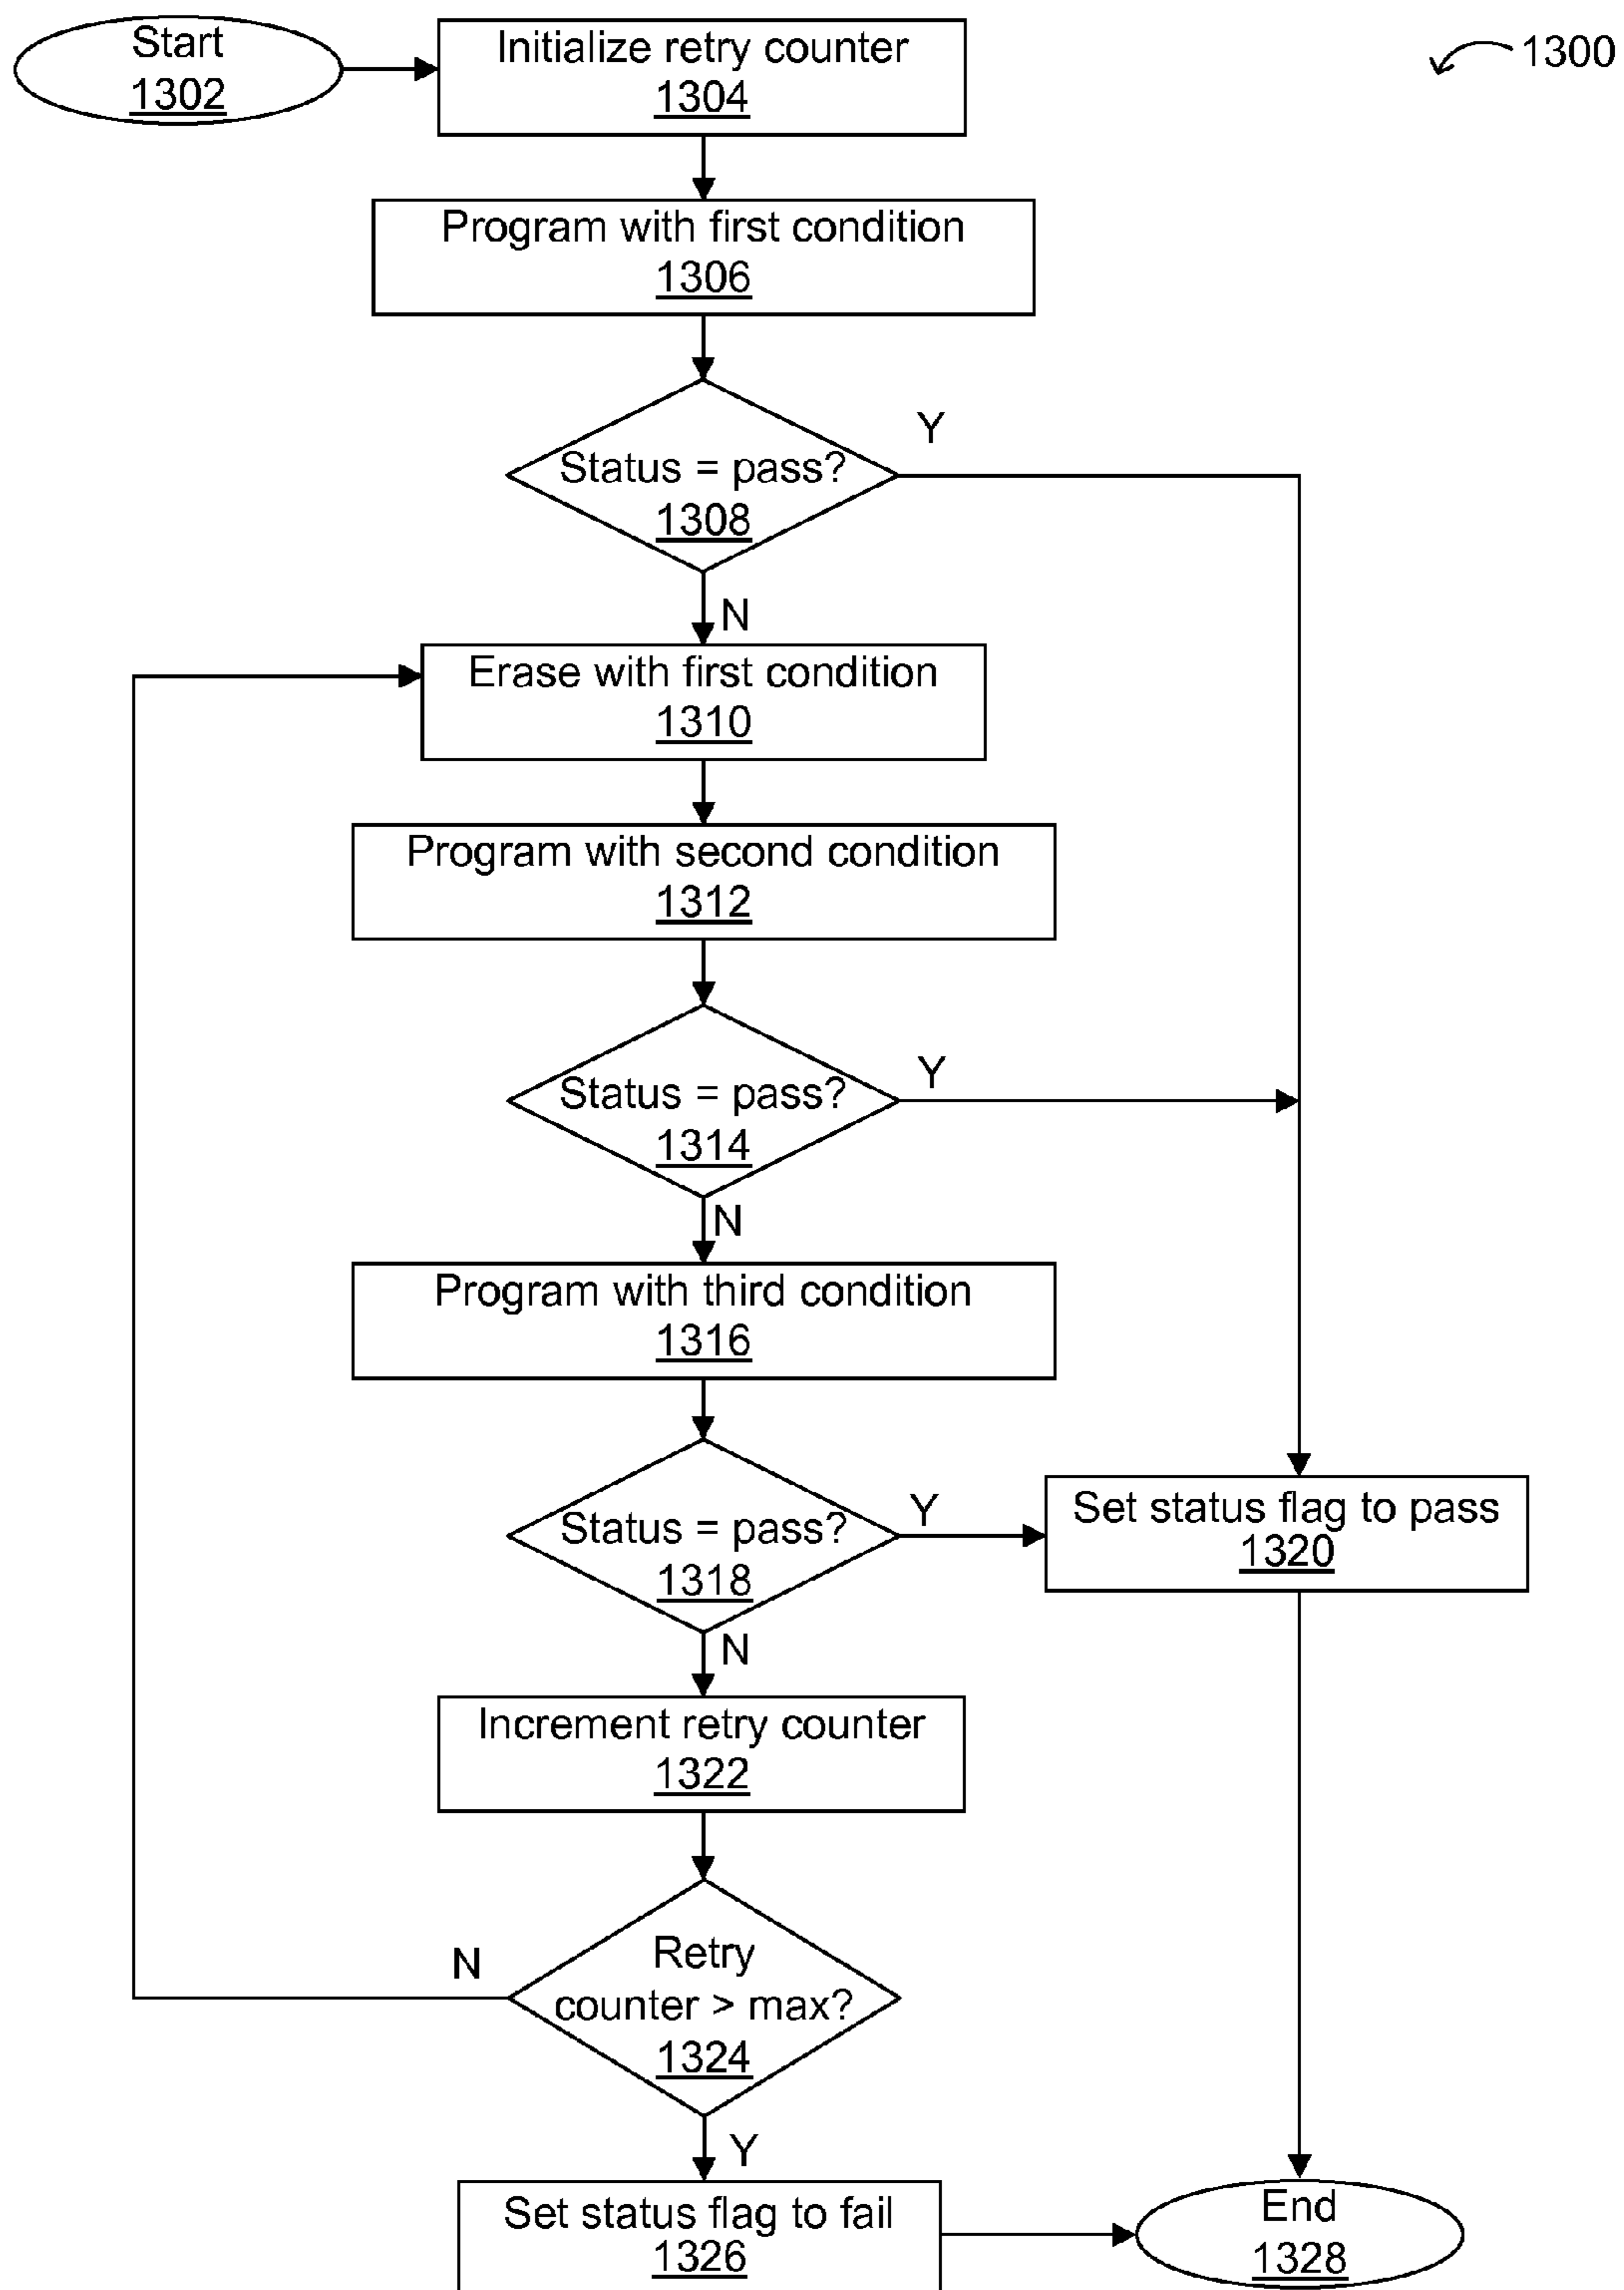 Start
1302
Initialize retry counter
1304
1300
Program with first condition
1306
Status = pass?
1308
Y
N
Erase with first condition
1310
Program with second condition
1312
Status = pass?
1314
Y
N
Program with third condition
1316
Status = pass?
1318
Y
Set status flag to pass
1320
N
Increment retry counter
1322
Retry
counter > max?
1324
N
Y
Set status flag to fail
1326
End
1328